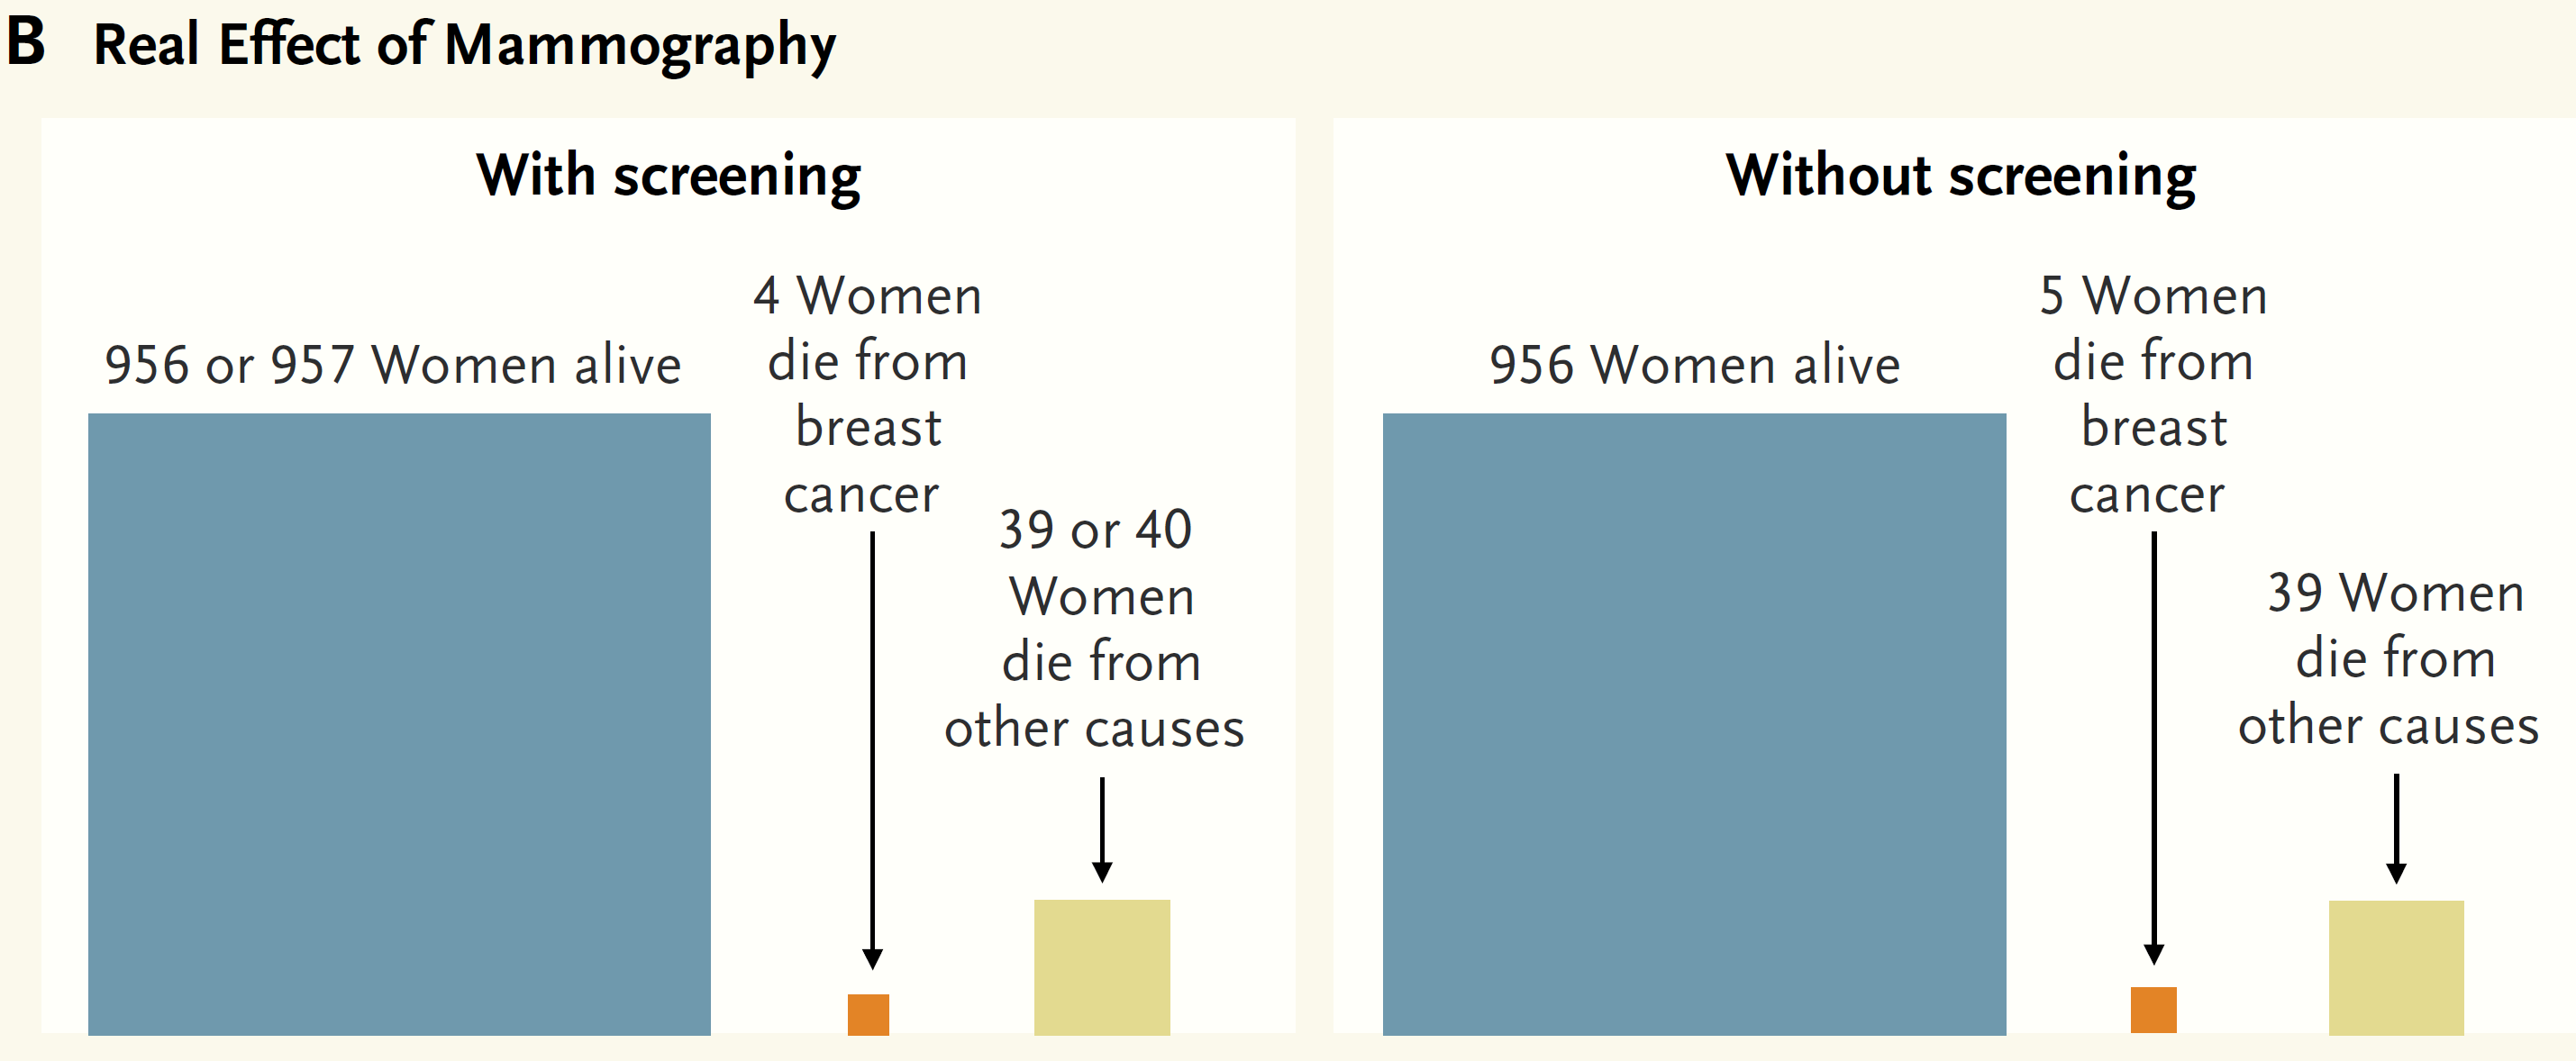 B Real Effect of Mammography
With screening
956 or 957 Women alive
4 Women
die from
breast
cancer
39 or 40
Women
die from
other causes
Without screening
956 Women alive
5 Women
die from
breast
cancer
39 Women
die from
other causes